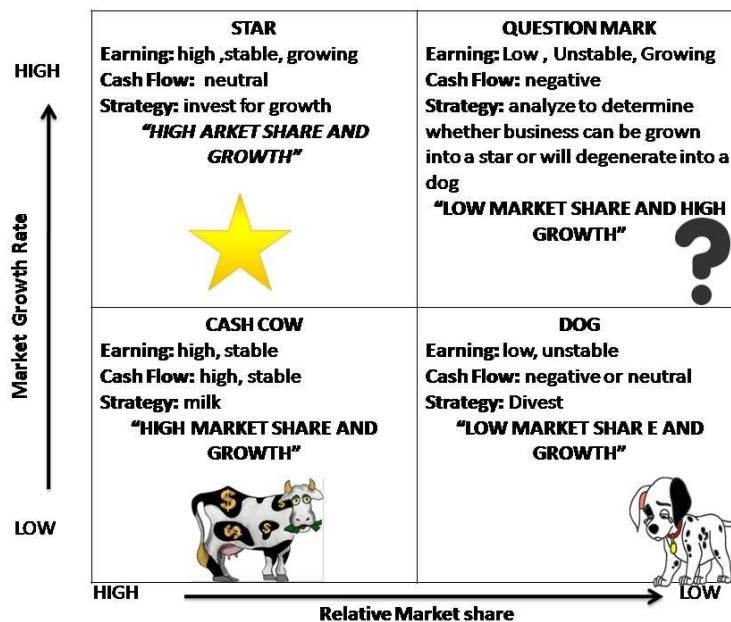 STAR
Earning: high ,stable, growing
Cash Flow: neutral
Strategy: invest for growth
"HIGH ARKET SHARE AND
GROWTH"
QUESTION MARK
Earning: Low , Unstable, Growing
Cash Flow: negative
Strategy: analyze to determine
whether business can be grown
into a star or will degenerate into a
dog
"LOW MARKET SHARE AND HIGH
GROWTH"
?
HIGH
Market Growth Rate
LOW
CASH COW
Earning: high, stable
Cash Flow: high, stable
Strategy: milk
"HIGH MARKET SHARE AND
GROWTH"
$
$
$
DOG
Earning: low, unstable
Cash Flow: negative or neutral
Strategy: Divest
"LOW MARKET SHAR E AND
GROWTH"
HIGH
LOW
Relative Market share